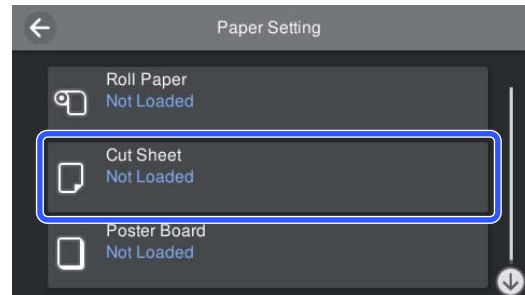 Paper Setting
Roll Paper
Not Loaded
Cut Sheet
Not Loaded
Poster Board
Not Loaded